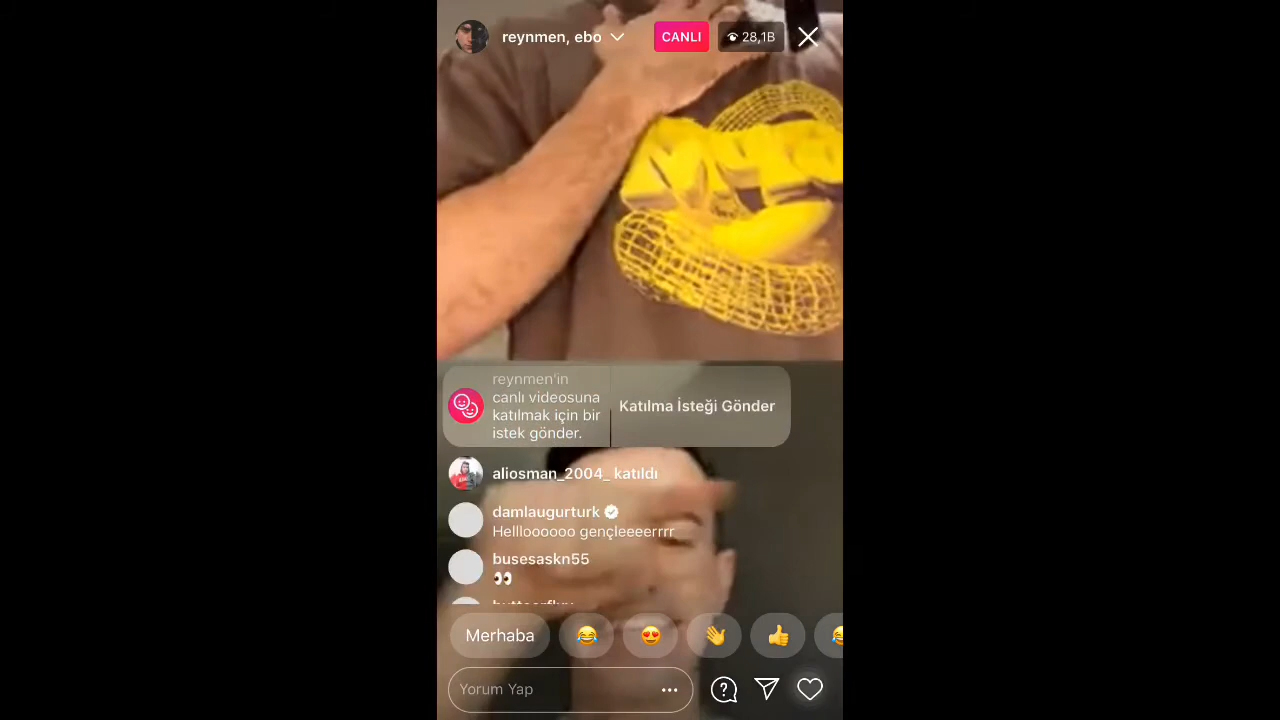 reynmen, ebo
CANLI
28,1B
reynmen'in
canlı videosuna
katılmak için bir
istek gönder.
Katılma İsteği Gönder
aliosman_2004_ katıldı
damlaugurturk
Hellloooooo gençleeeerrrr
busesaskn55
👀
Merhaba
Yorum Yap